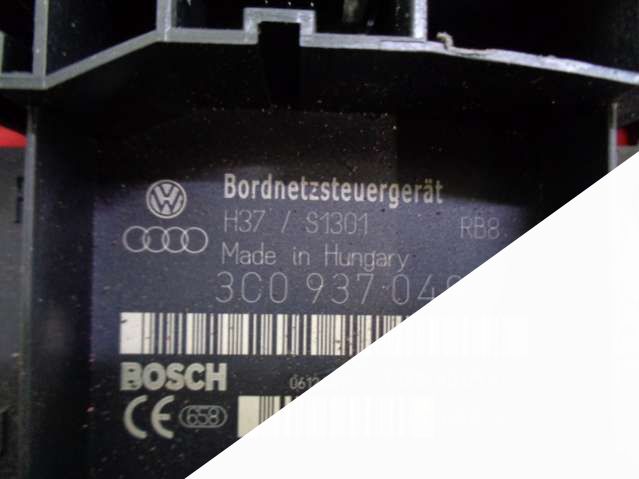 Bordnetzsteuergerät
H37 / S1301 RB8
Made in Hungary
3C0 937 04
BOSCH
CE 658